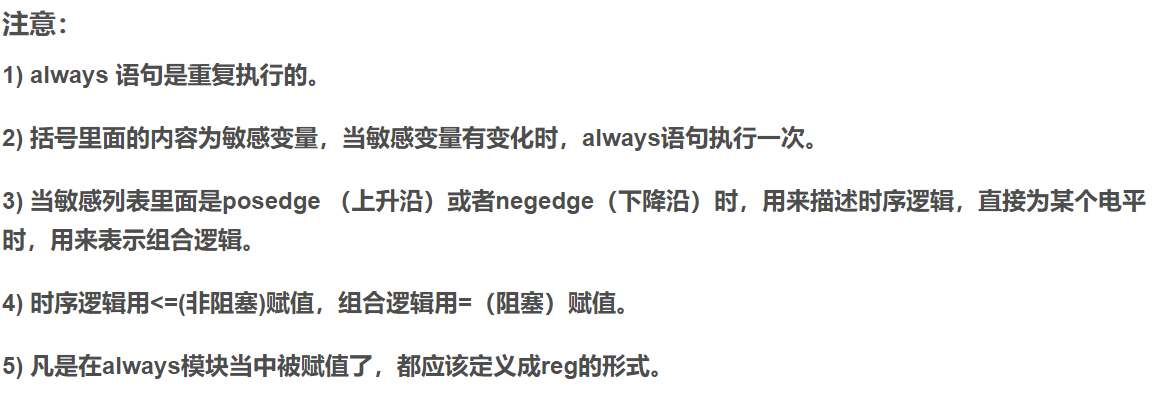 注意：
1) always 语句是重复执行的。
2) 括号里面的内容为敏感变量，当敏感变量有变化时，always语句执行一次。
3) 当敏感列表里面是posedge （上升沿）或者negedge（下降沿）时，用来描述时序逻辑，直接为某个电平
时，用来表示组合逻辑。
4) 时序逻辑用<=(非阻塞)赋值，组合逻辑用=（阻塞）赋值。
5) 凡是在always模块当中被赋值了，都应该定义成reg的形式。